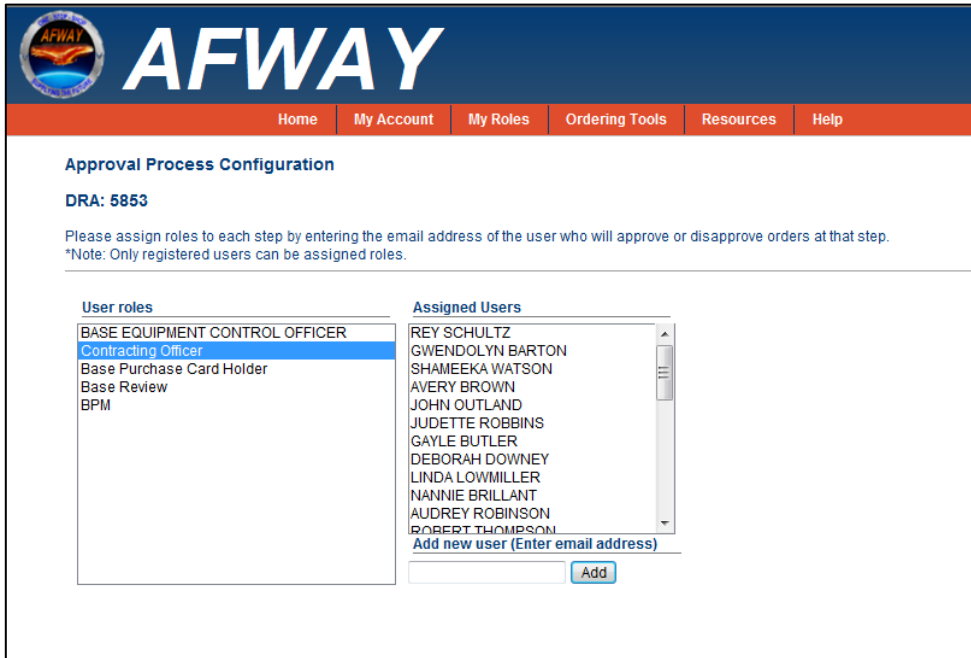 AFWAY
AFWAY
Home My Account My Roles Ordering Tools Resources Help
Approval Process Configuration
DRA: 5853
Please assign roles to each step by entering the email address of the user who will approve or disapprove orders at that step.
*Note: Only registered users can be assigned roles.
User roles
BASE EQUIPMENT CONTROL OFFICER
Contracting Officer
Base Purchase Card Holder
Base Review
BPM
Assigned Users
REY SCHULTZ
GWENDOLYN BARTON
SHAMEEKA WATSON
AVERY BROWN
JOHN OUTLAND
JUDETTE ROBBINS
GAYLE BUTLER
DEBORAH DOWNEY
LINDA LOWMILLER
NANNIE BRILLANT
AUDREY ROBINSON
ROBERT THOMPSON
Add new user (Enter email address)
Add